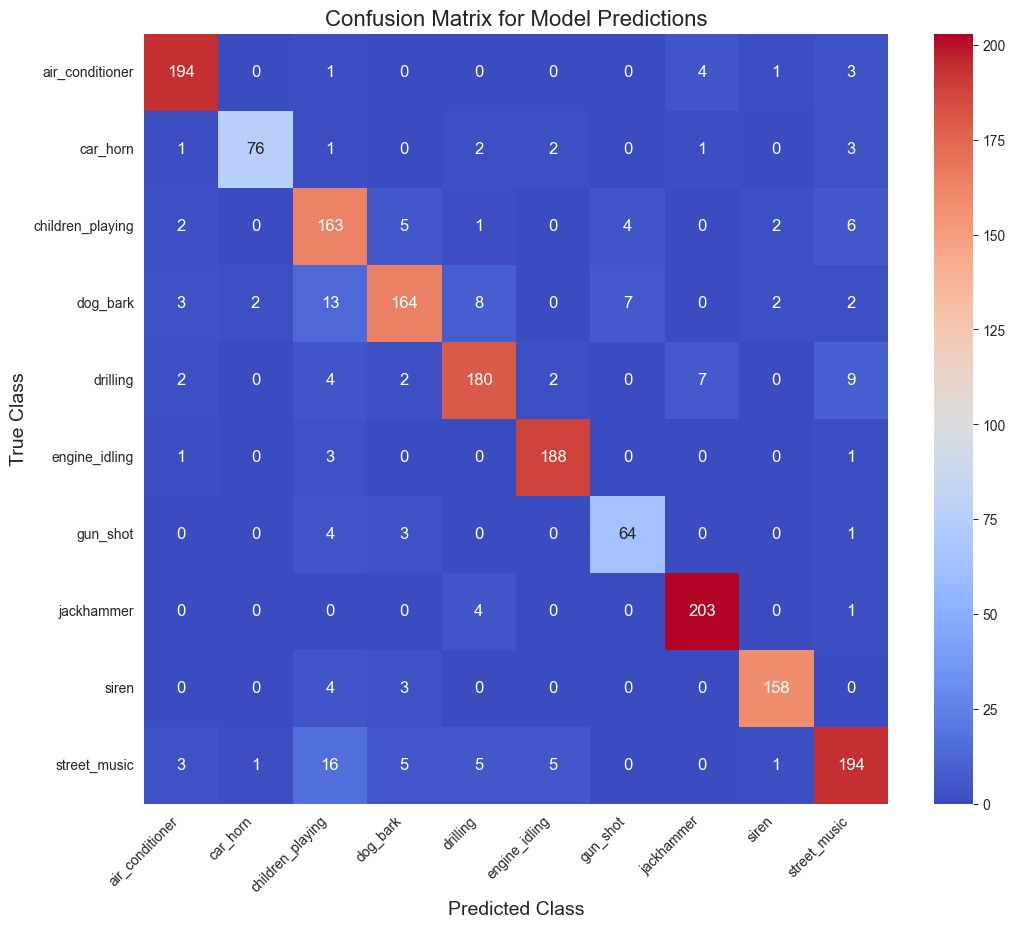 Confusion Matrix for Model Predictions
True Class
air_conditioner 194 0 1 0 0 0 0 4 1 3
car_horn 1 76 1 0 2 2 0 1 0 3
children_playing 2 0 163 5 1 0 4 0 2 6
dog_bark 3 2 13 164 8 0 7 0 2 2
drilling 2 0 4 2 180 2 0 7 0 9
engine_idling 1 0 3 0 0 188 0 0 0 1
gun_shot 0 0 4 3 0 0 64 0 0 1
jackhammer 0 0 0 0 4 0 0 203 0 1
siren 0 0 4 3 0 0 0 0 158 0
street_music 3 1 16 5 5 5 0 0 1 194
air_conditioner car_horn children_playing dog_bark drilling engine_idling gun_shot jackhammer siren street_music
Predicted Class
200
175
150
125
100
75
50
25
0